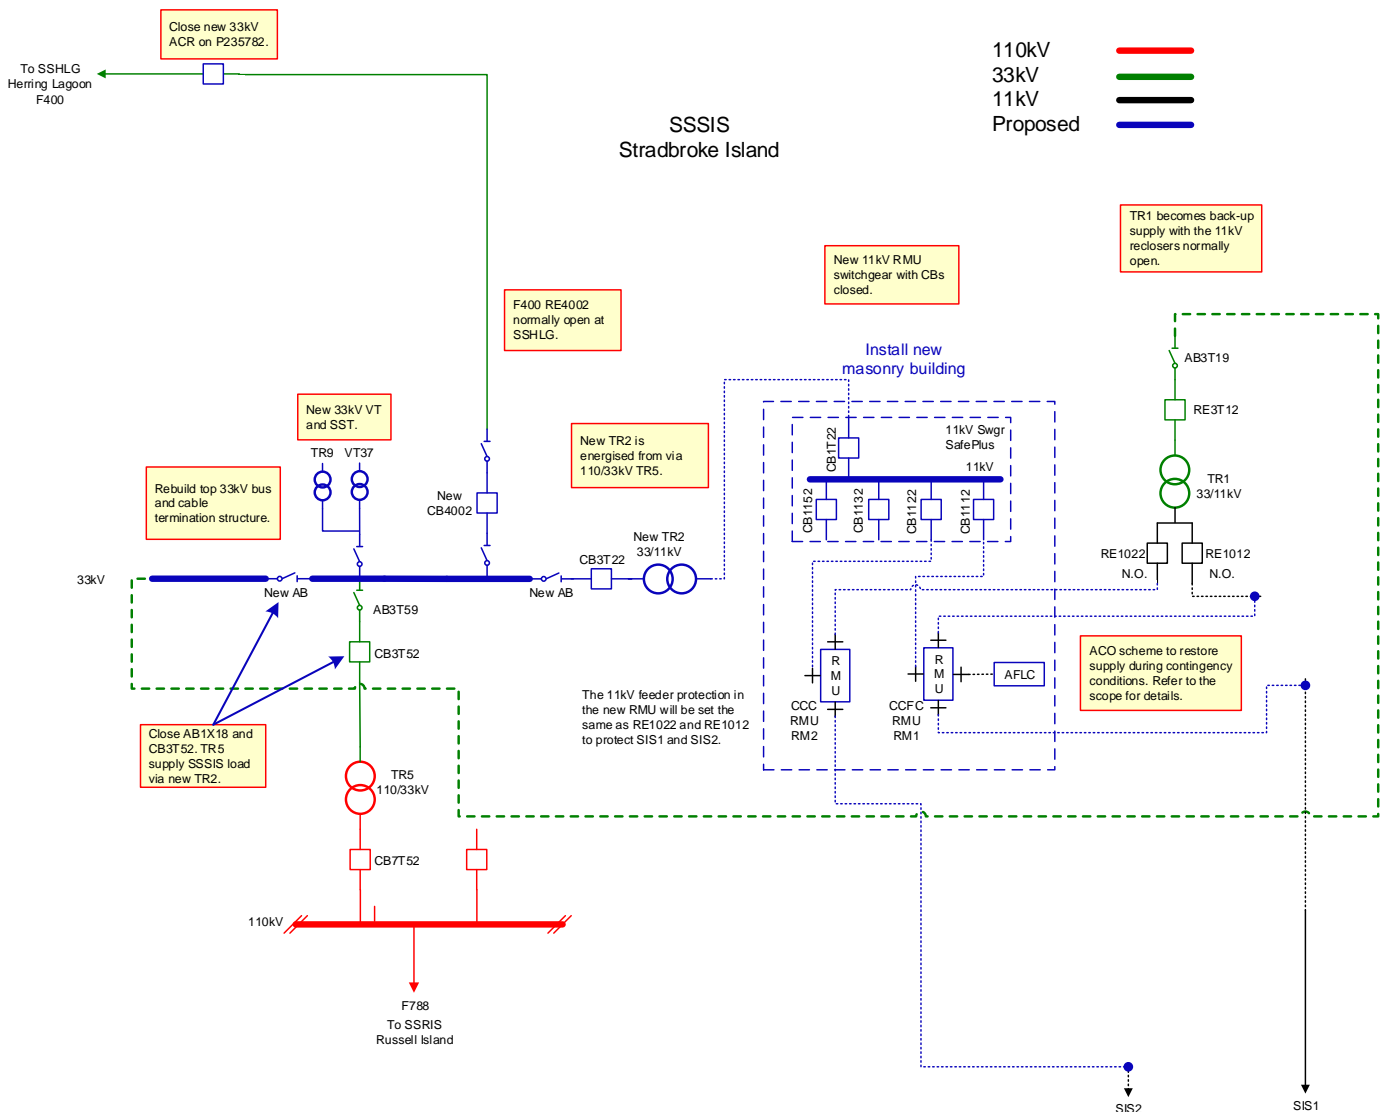 Close new 33kV
ACR on P235782.
To SSHLG
Herring Lagoon
F400
110kV
33kV
11kV
Proposed
SSSIS
Stradbroke Island
TR1 becomes back-up
supply with the 11kV
reclosers normally
open.
New 11kV RMU
switchgear with CBs
closed.
F400 RE4002
normally open at
SSHLG.
Install new
masonry building
AB3T19
RE3T12
TR1
33/11kV
RE1022
N.O.
RE1012
N.O.
New 33kV VT
and SST.
TR9
VT37
New TR2 is
energised from via
110/33kV TR5.
Rebuild top 33kV bus
and cable
termination structure.
New
CB4002
11kV Swgr
SafePlus
CB1T22
11kV
CB1152
CB1132
CB1122
CB1112
New TR2
33/11kV
CB3T22
33kV
New AB
New AB
AB3T59
CB3T52
Close AB1X18 and
CB3T52. TR5
supply SSSIS load
via new TR2.
The 11kV feeder protection in
the new RMU will be set the
same as RE1022 and RE1012
to protect SIS1 and SIS2.
RMU
CCC
RMU
RM2
RMU
CCFC
RMU
RM1
AFLC
ACO scheme to restore
supply during contingency
conditions. Refer to the
scope for details.
TR5
110/33kV
CB7T52
110kV
F788
To SSRIS
Russell Island
SIS2
SIS1